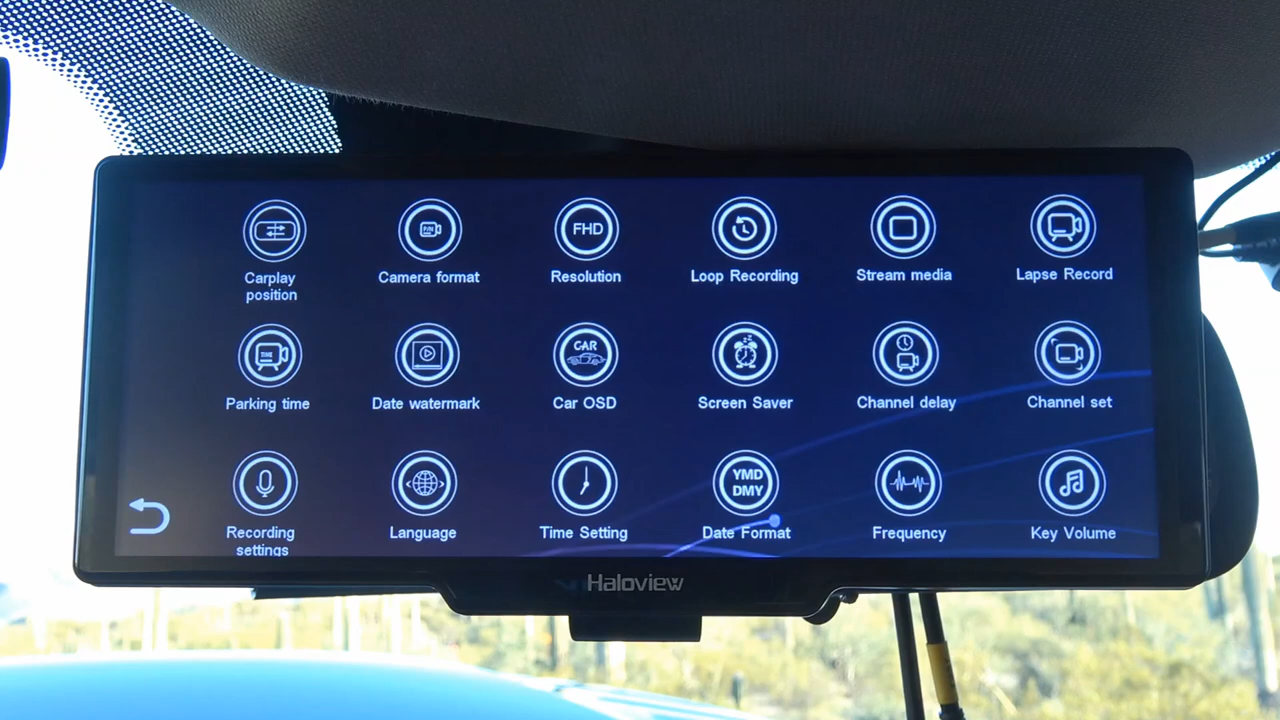 FHD
Carplay
position
Camera format
Resolution
Loop Recording
Stream media
Lapse Record
TIME
CAR
Parking time
Date watermark
Car OSD
Screen Saver
Channel delay
Channel set
YMD
DMY
Recording
settings
Language
Time Setting
Date Format
Frequency
Key Volume
Haloview